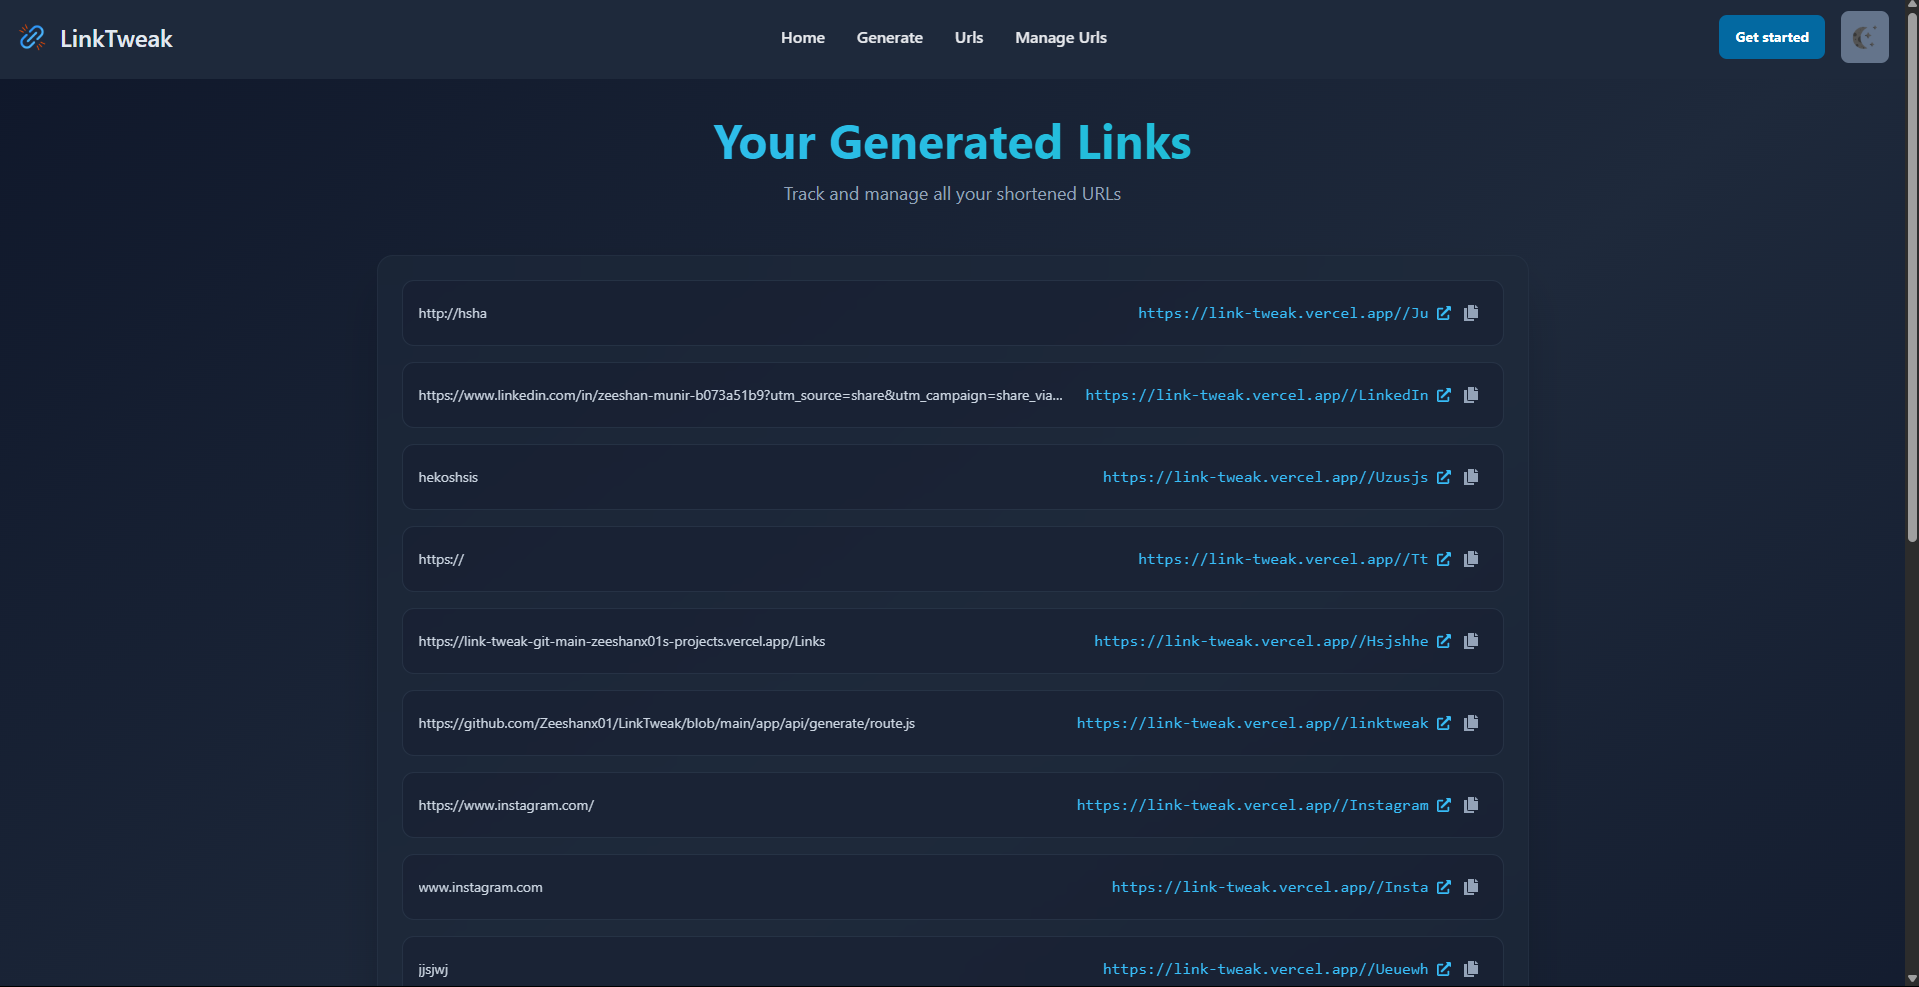 LinkTweak
Home Generate Urls Manage Urls
Get started
Your Generated Links
Track and manage all your shortened URLs
http://hsha https://link-tweak.vercel.app//Ju
https://www.linkedin.com/in/zeeshan-munir-b073a51b9?utm_source=share&utm_campaign=share_via... https://link-tweak.vercel.app//LinkedIn
hekoshsis https://link-tweak.vercel.app//Uzusjs
https:// https://link-tweak.vercel.app//Tt
https://link-tweak-git-main-zeeshanx01s-projects.vercel.app/Links https://link-tweak.vercel.app//Hsjshhe
https://github.com/Zeeshanx01/LinkTweak/blob/main/app/api/generate/route.js https://link-tweak.vercel.app//linktweak
https://www.instagram.com/ https://link-tweak.vercel.app//Instagram
www.instagram.com https://link-tweak.vercel.app//Insta
jjsjwj https://link-tweak.vercel.app//Ueuewh